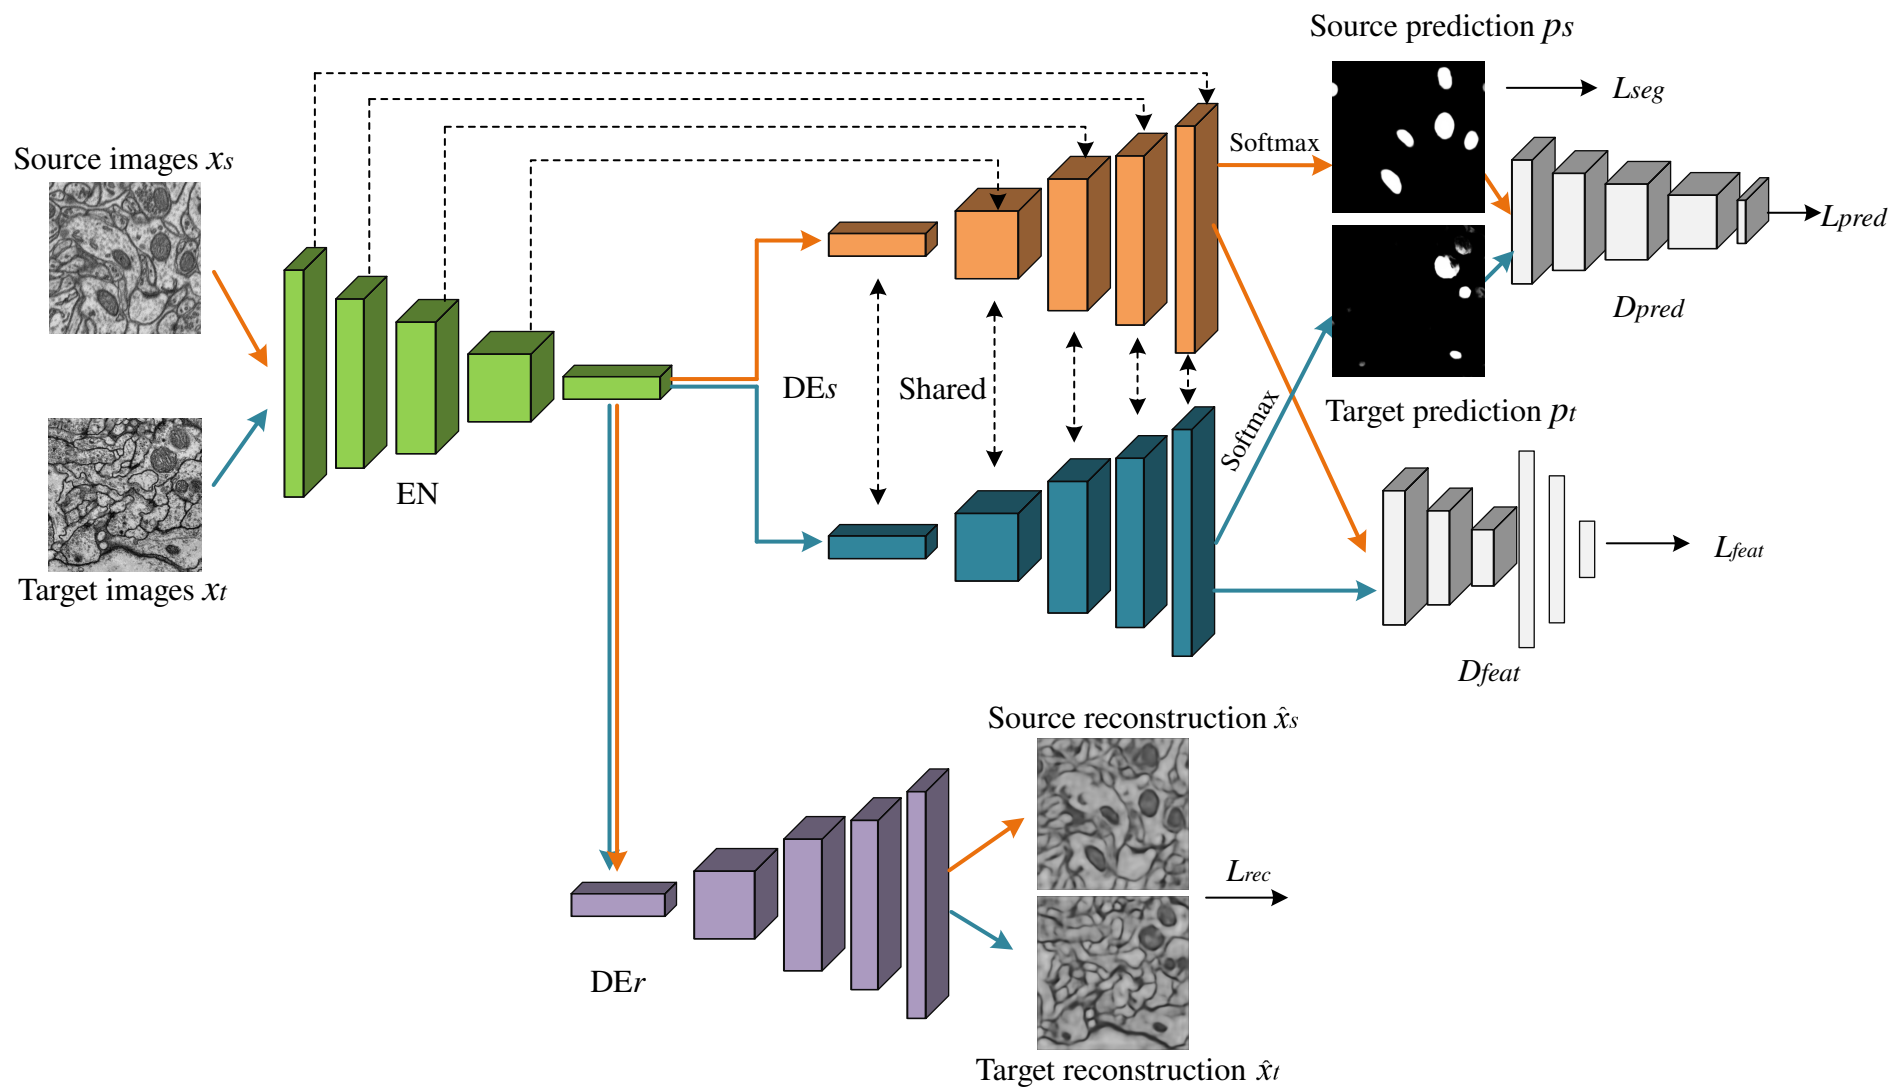 Source prediction ps
Lseg
Softmax
Source images xs
Lpred
Dpred
DEs
Shared
Softmax
Target prediction pt
EN
Target images xt
Lfeat
Dfeat
Source reconstruction x̂s
Lrec
DEr
Target reconstruction x̂t